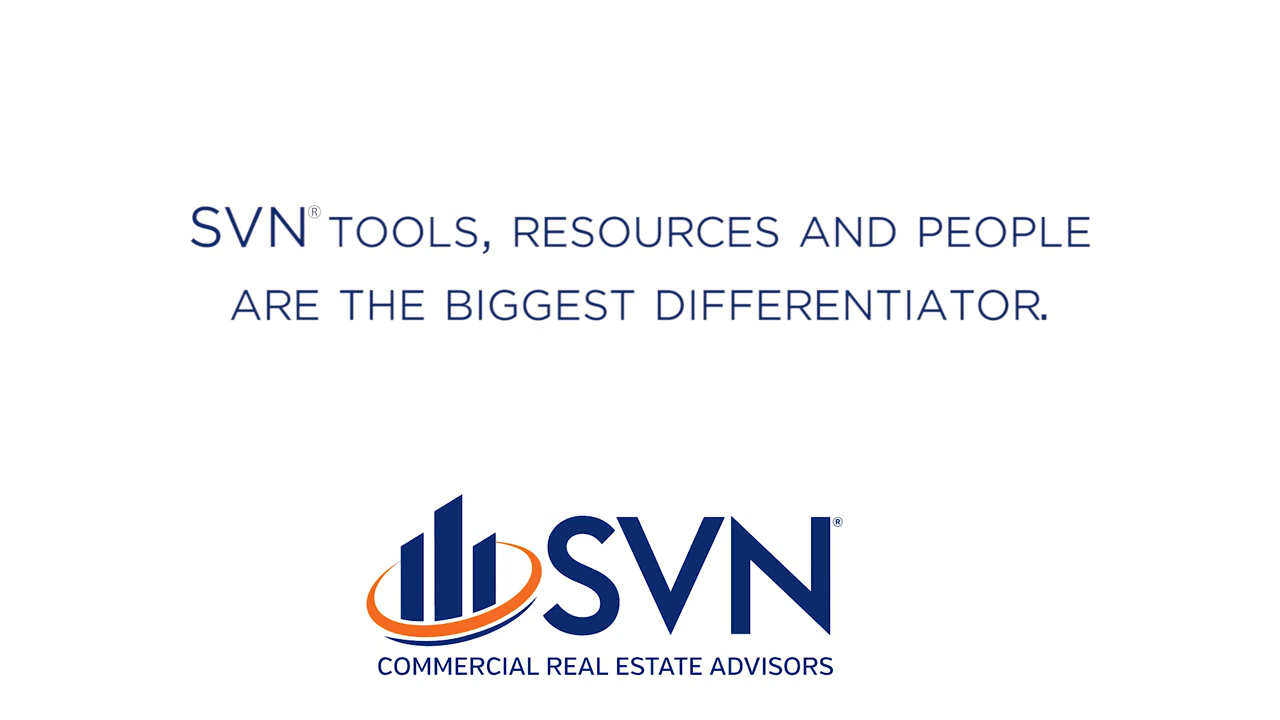 SVN® TOOLS, RESOURCES AND PEOPLE
ARE THE BIGGEST DIFFERENTIATOR.
SVN®
COMMERCIAL REAL ESTATE ADVISORS